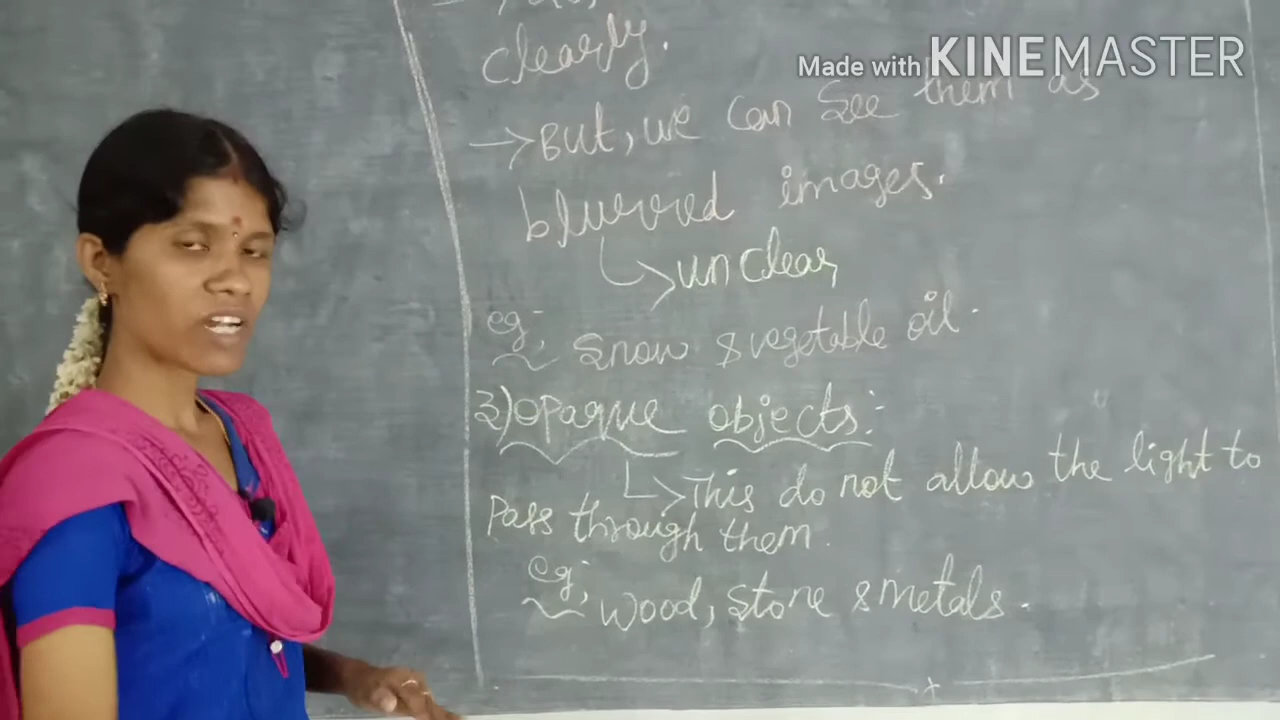 clearly.
Made with KINEMASTER
→ But, we can see them as
blurred images.
↳ unclear,
eg; snow & vegetable oil.
3) opaque objects:-
↳ This do not allow the light to
Pass through them.
eg; wood, stone & metals.